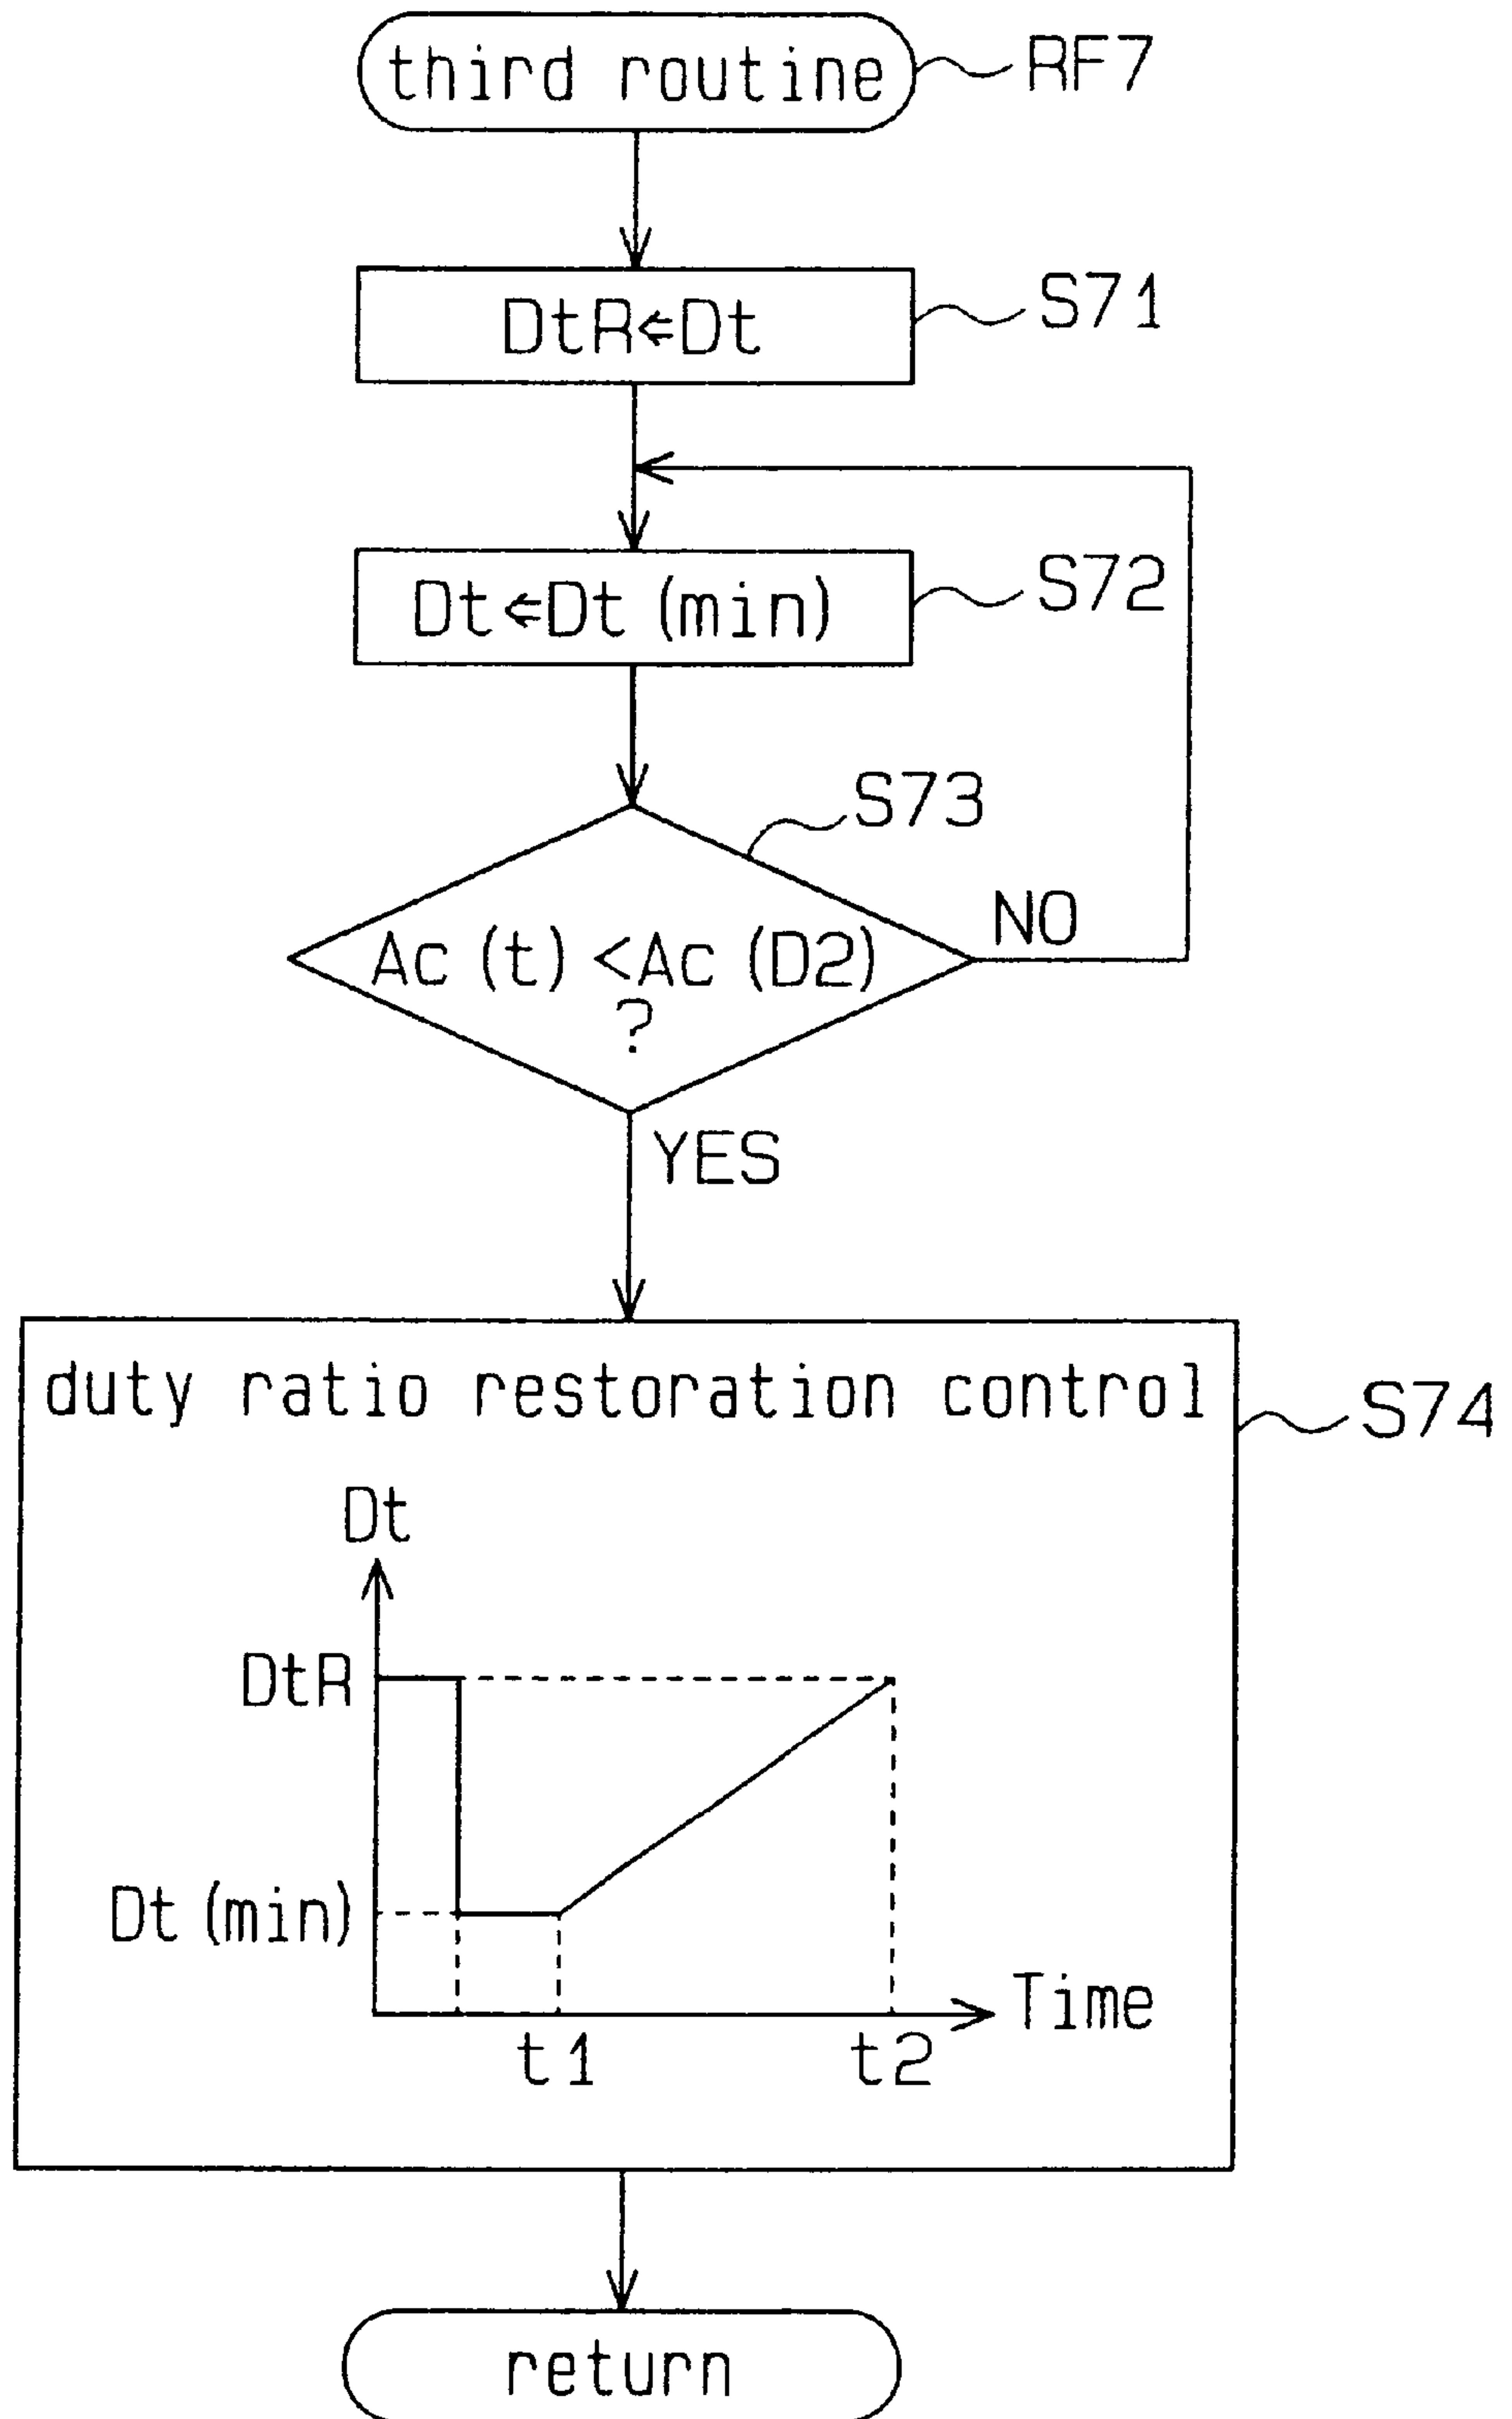 third routine
RF7
DtR⇐Dt
S71
Dt⇐Dt (min)
S72
S73
Ac (t) <Ac (D2)
?
NO
YES
duty ratio restoration control
S74
Dt
DtR
Dt (min)
Time
t1
t2
return